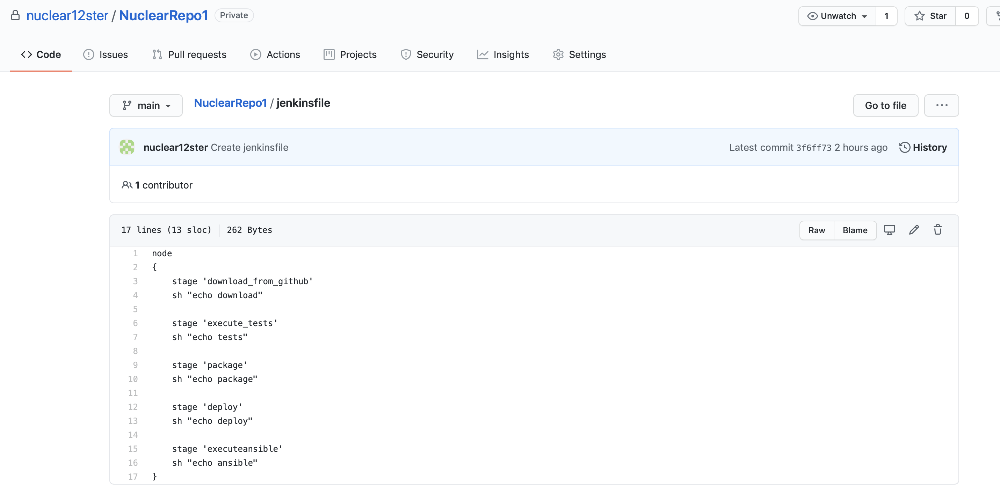 nuclear12ster / NuclearRepo1 Private Unwatch 1 Star 0
Code Issues Pull requests Actions Projects Security Insights Settings
main NuclearRepo1 / jenkinsfile Go to file ...
nuclear12ster Create jenkinsfile Latest commit 3f6ff73 2 hours ago History
1 contributor
17 lines (13 sloc) 262 Bytes Raw Blame
1 node
2 {
3     stage 'download_from_github'
4     sh "echo download"
5
6     stage 'execute_tests'
7     sh "echo tests"
8
9     stage 'package'
10     sh "echo package"
11
12     stage 'deploy'
13     sh "echo deploy"
14
15     stage 'executeansible'
16     sh "echo ansible"
17 }